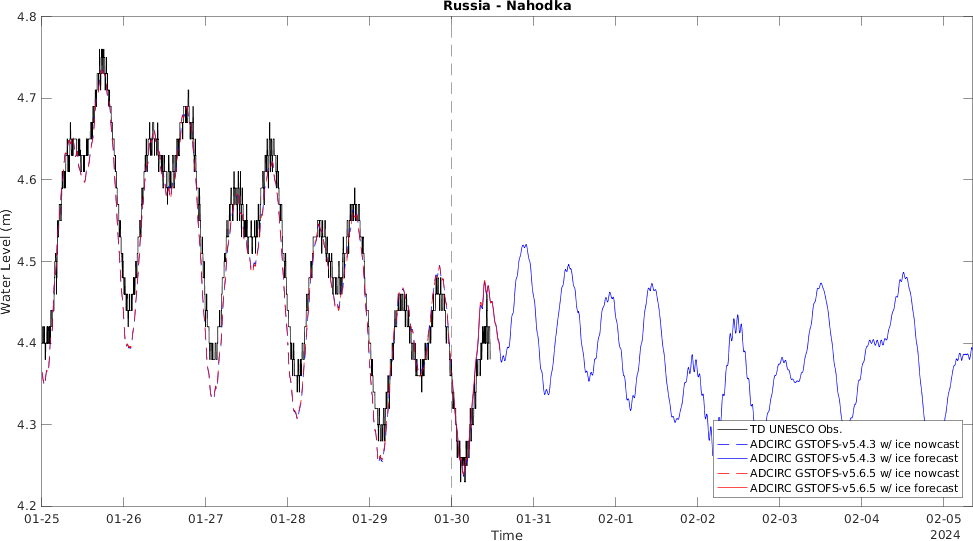 Russia - Nahodka
4.8
4.7
4.6
4.5
4.4
4.3
4.2
Water Level (m)
01-25 01-26 01-27 01-28 01-29 01-30 01-31 02-01 02-02 02-03 02-04 02-05
2024
Time
TD UNESCO Obs.
ADCIRC GSTOFS-v5.4.3 w/ ice nowcast
ADCIRC GSTOFS-v5.4.3 w/ ice forecast
ADCIRC GSTOFS-v5.6.5 w/ ice nowcast
ADCIRC GSTOFS-v5.6.5 w/ ice forecast